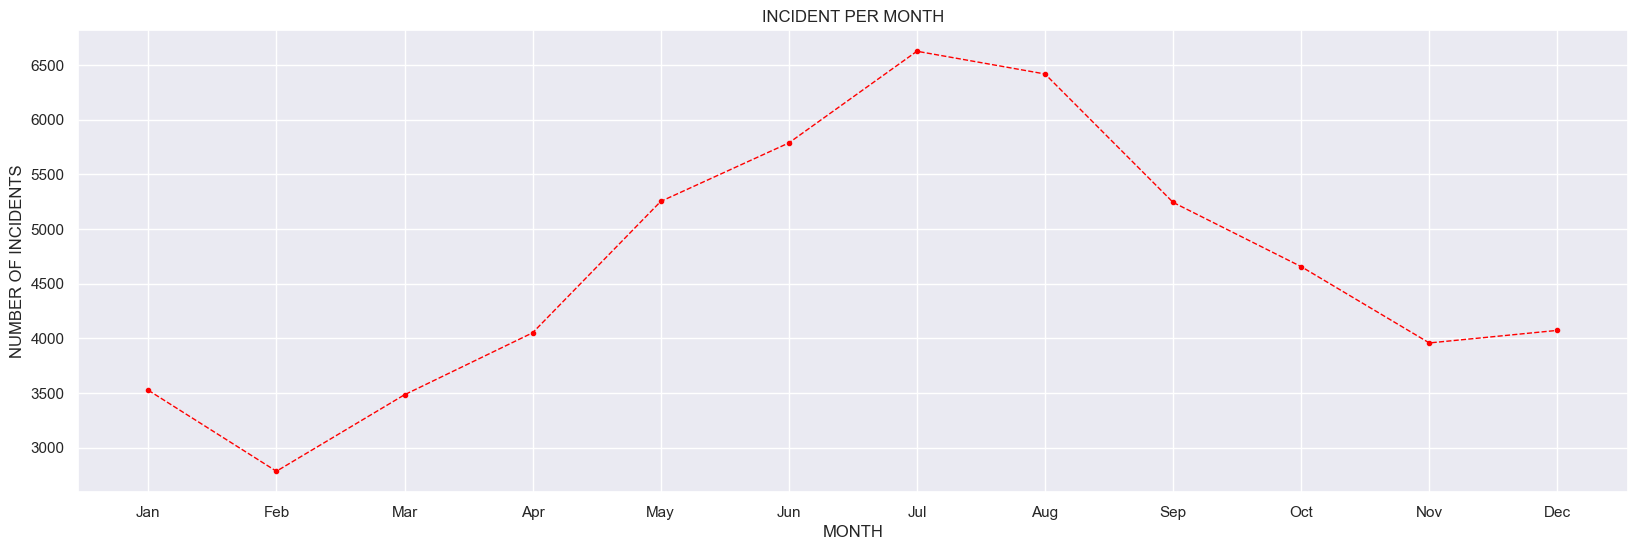 INCIDENT PER MONTH
NUMBER OF INCIDENTS
6500
6000
5500
5000
4500
4000
3500
3000
Jan Feb Mar Apr May Jun Jul Aug Sep Oct Nov Dec
MONTH